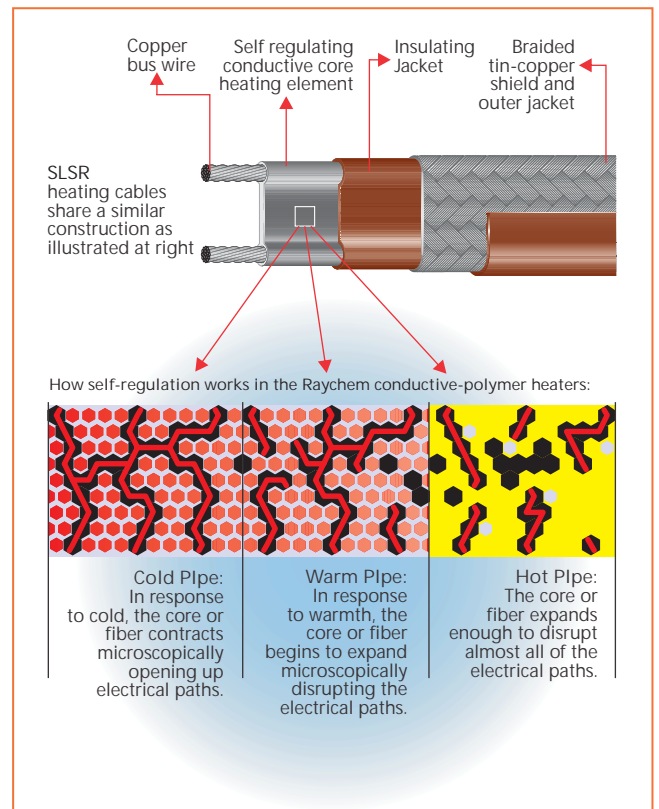 Copper
bus wire
Self regulating
conductive core
heating element
Insulating
Jacket
Braided
tin-copper
shield and
outer jacket
SLSR
heating cables
share a similar
construction as
illustrated at right
How self-regulation works in the Raychem conductive-polymer heaters:
Cold PIpe:
In response
to cold, the core or
fiber contracts
microscopically
opening up
electrical paths.
Warm PIpe:
In response
to warmth, the
core or fiber
begins to expand
microscopically
disrupting the
electrical paths.
Hot PIpe:
The core or
fiber expands
enough to disrupt
almost all of the
electrical paths.